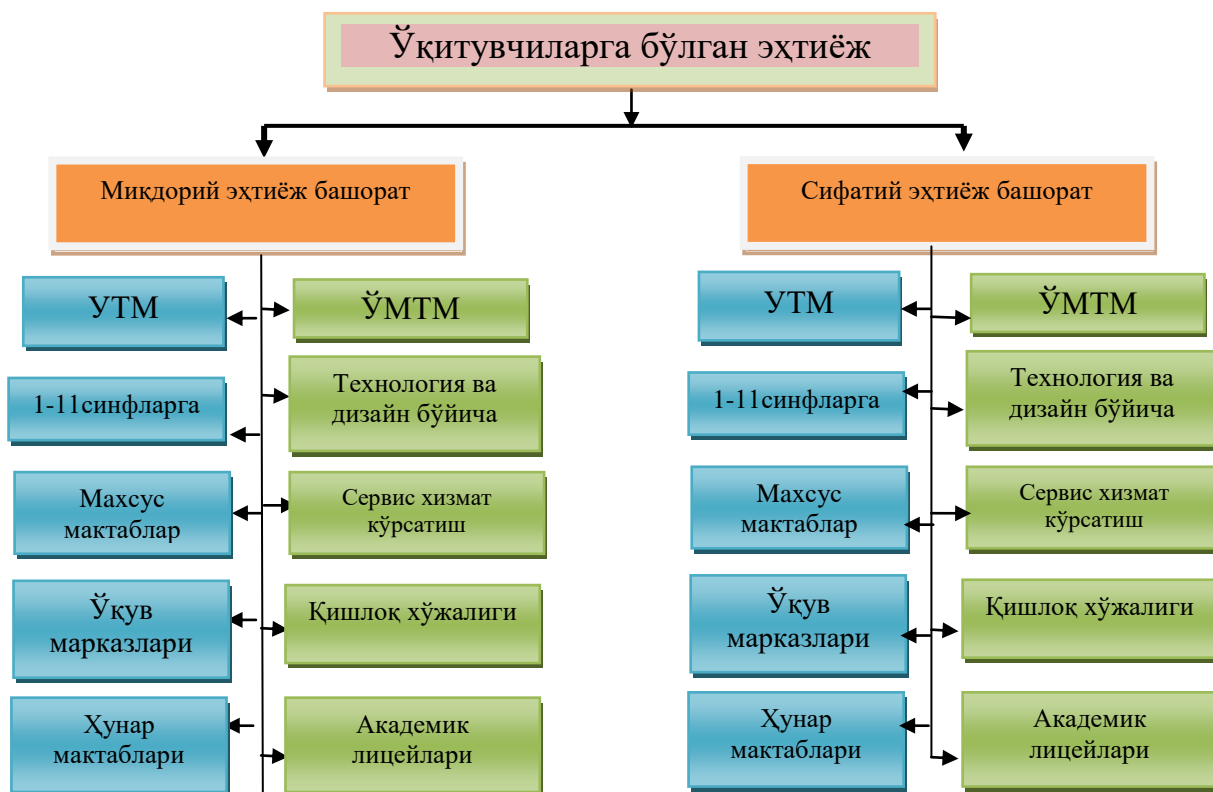 Ўқитувчиларга бўлган эҳтиёж
Миқдорий эҳтиёж башорат
УТМ
ЎМТМ
1-11синфларга
Технология ва
дизайн бўйича
Махсус
мактаблар
Сервис хизмат
кўрсатиш
Ўқув
марказлари
Қишлоқ хўжалиги
Ҳунар
мактаблари
Академик
лицейлари
Сифатий эҳтиёж башорат
УТМ
ЎМТМ
1-11синфларга
Технология ва
дизайн бўйича
Махсус
мактаблар
Сервис хизмат
кўрсатиш
Ўқув
марказлари
Қишлоқ хўжалиги
Ҳунар
мактаблари
Академик
лицейлари